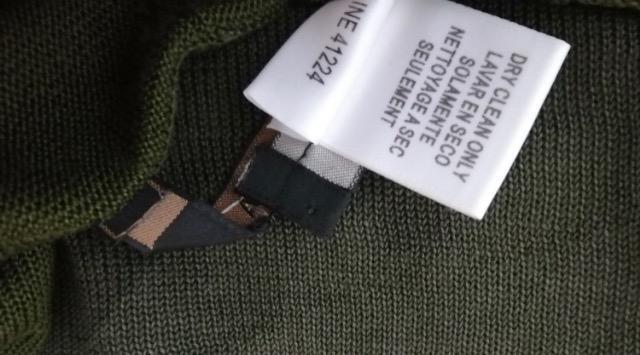 INE 41224
DRY CLEAN ONLY
LAVAR EN SECO
SOLAMENTE
NETTOYAGE A SEC
SEULEMENT